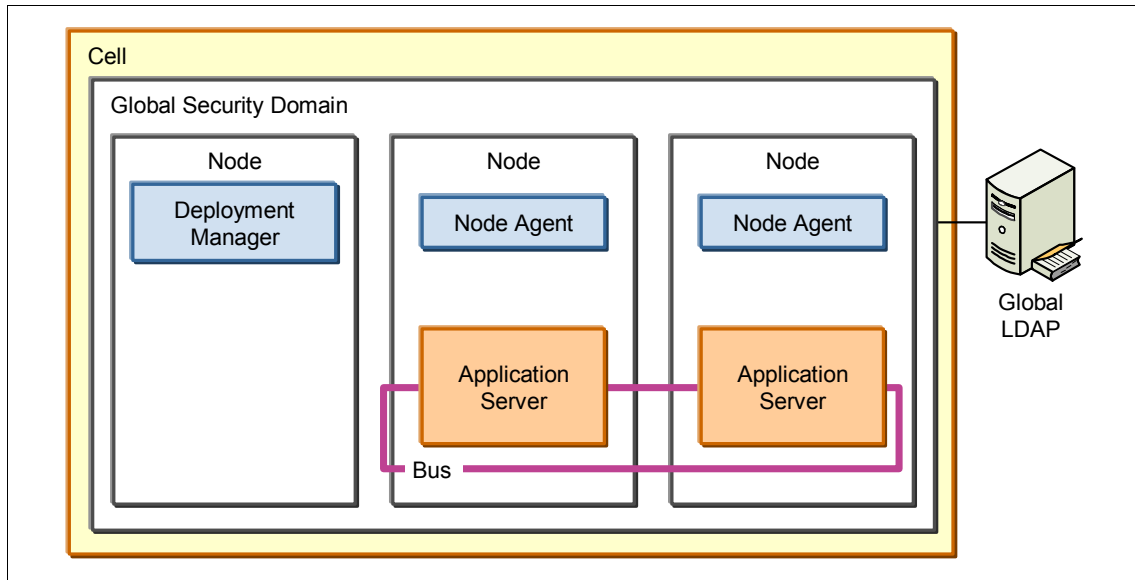 Cell
Global Security Domain
Node
Deployment
Manager
Node
Node Agent
Application
Server
Node
Node Agent
Application
Server
Bus
Global
LDAP